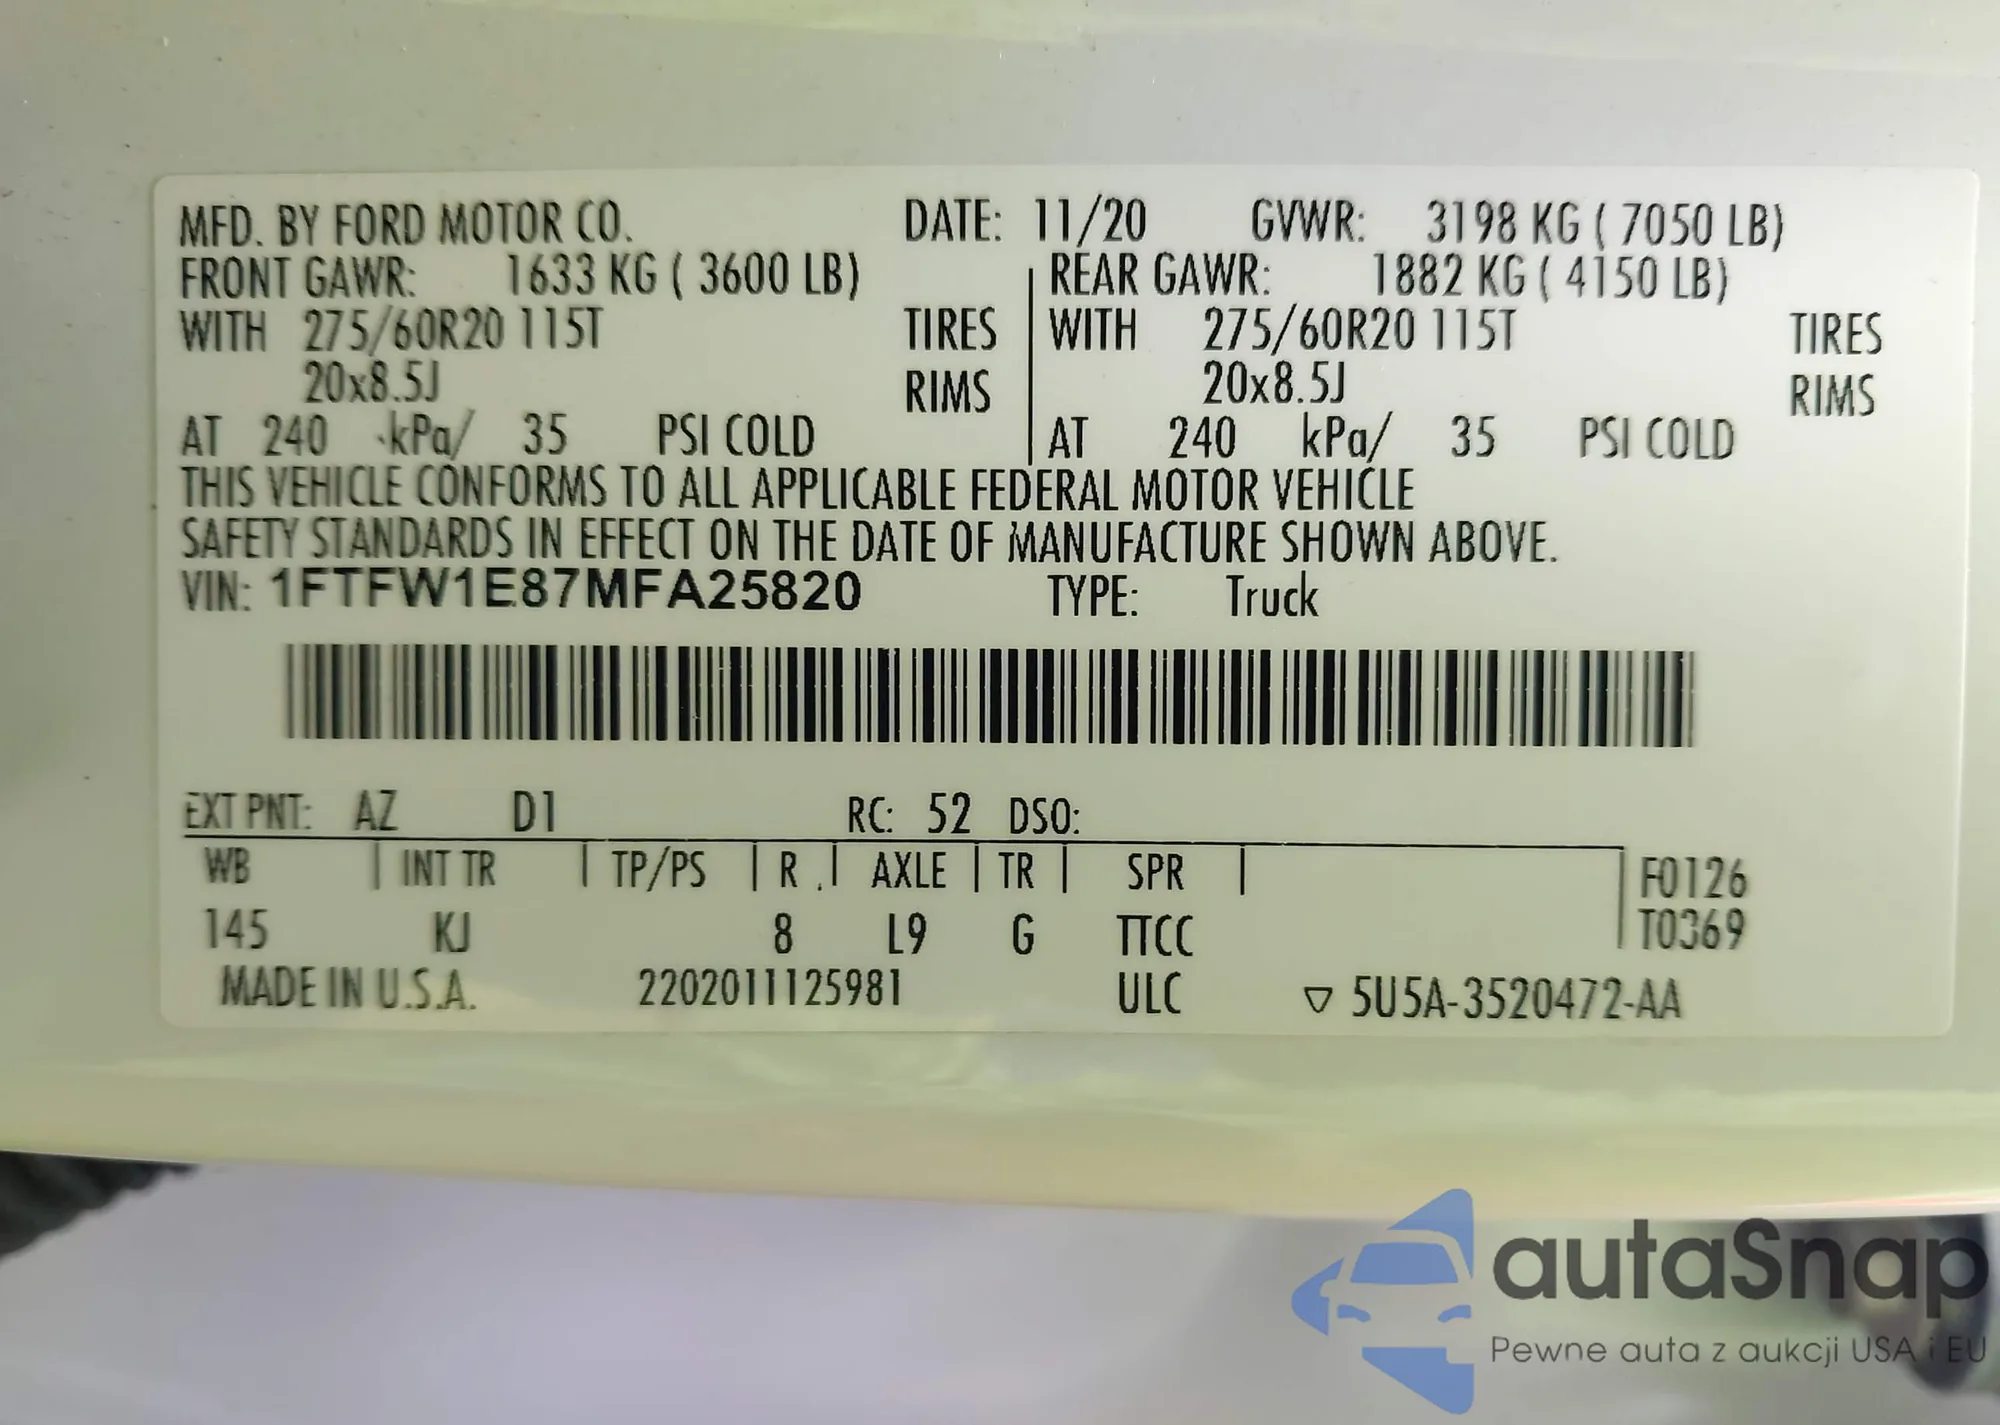 MFD. BY FORD MOTOR CO. DATE: 11/20 GVWR: 3198 KG ( 7050 LB)
FRONT GAWR: 1633 KG ( 3600 LB) REAR GAWR: 1882 KG ( 4150 LB)
WITH 275/60R20 115T TIRES WITH 275/60R20 115T TIRES
20x8.5J RIMS 20x8.5J RIMS
AT 240 kPa/ 35 PSI COLD AT 240 kPa/ 35 PSI COLD
THIS VEHICLE CONFORMS TO ALL APPLICABLE FEDERAL MOTOR VEHICLE
SAFETY STANDARDS IN EFFECT ON THE DATE OF MANUFACTURE SHOWN ABOVE.
VIN: 1FTFW1E87MFA25820 TYPE: Truck
EXT PNT: AZ D1 RC: 52 DSO:
WB INT TR TP/PS R AXLE TR SPR F0126
145 KJ 8 L9 G TTCC T0369
MADE IN U.S.A. 2202011125981 ULC ▽ 5U5A-3520472-AA
autaSnap
Pewne auta z aukcji USA i EU